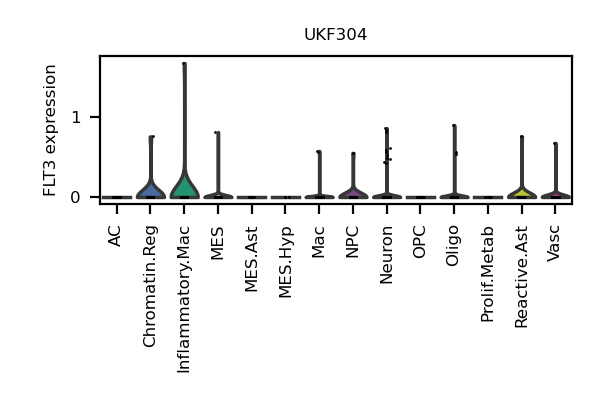 UKF304
FLT3 expression
1
0
AC
Chromatin.Reg
Inflammatory.Mac
MES
MES.Ast
MES.Hyp
Mac
NPC
Neuron
OPC
Oligo
Prolif.Metab
Reactive.Ast
Vasc